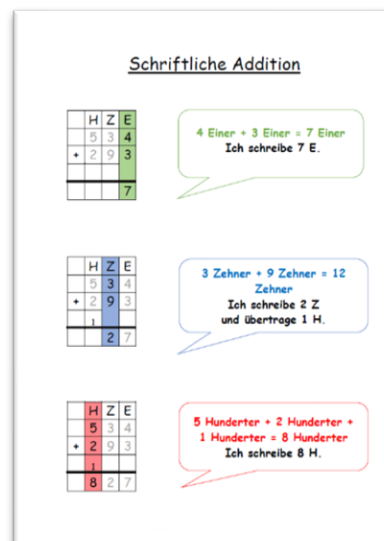 Schriftliche Addition
H Z E
5 3 4
+ 2 9 3
7
4 Einer + 3 Einer = 7 Einer
Ich schreibe 7 E.
H Z E
5 3 4
+ 2 9 3
1
2 7
3 Zehner + 9 Zehner = 12
Zehner
Ich schreibe 2 Z
und übertrage 1 H.
H Z E
5 3 4
+ 2 9 3
1
8 2 7
5 Hunderter + 2 Hunderter +
1 Hunderter = 8 Hunderter
Ich schreibe 8 H.